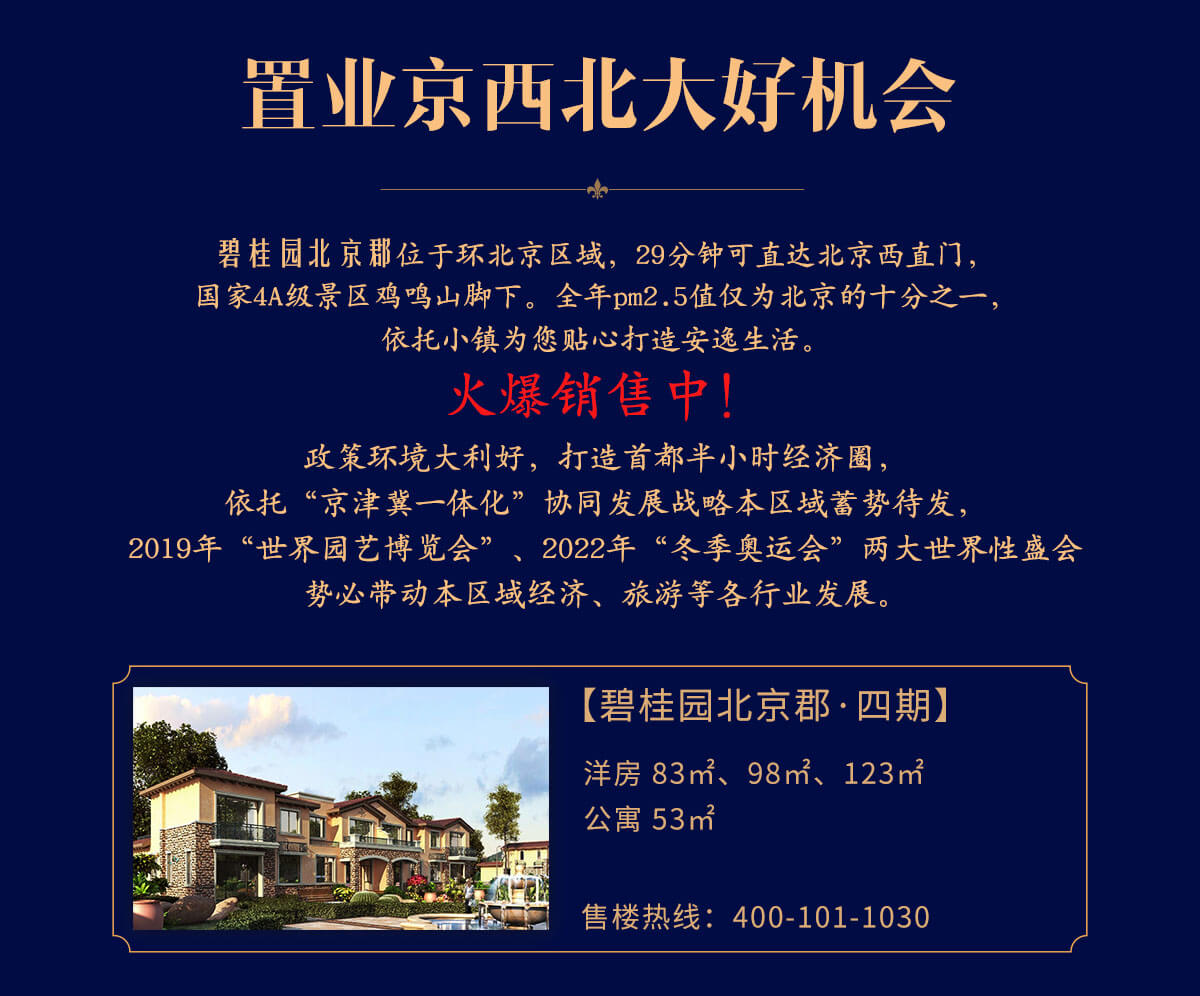 置业京西北大好机会
碧桂园北京郡位于环北京区域，29分钟可直达北京西直门，
国家4A级景区鸡鸣山脚下。全年pm2.5值仅为北京的十分之一，
依托小镇为您贴心打造安逸生活。
火爆销售中！
政策环境大利好，打造首都半小时经济圈，
依托“京津冀一体化”协同发展战略本区域蓄势待发，
2019年“世界园艺博览会”、2022年“冬季奥运会”两大世界性盛会
势必带动本区域经济、旅游等各行业发展。
【碧桂园北京郡·四期】
洋房 83㎡、98㎡、123㎡
公寓 53㎡
售楼热线：400-101-1030